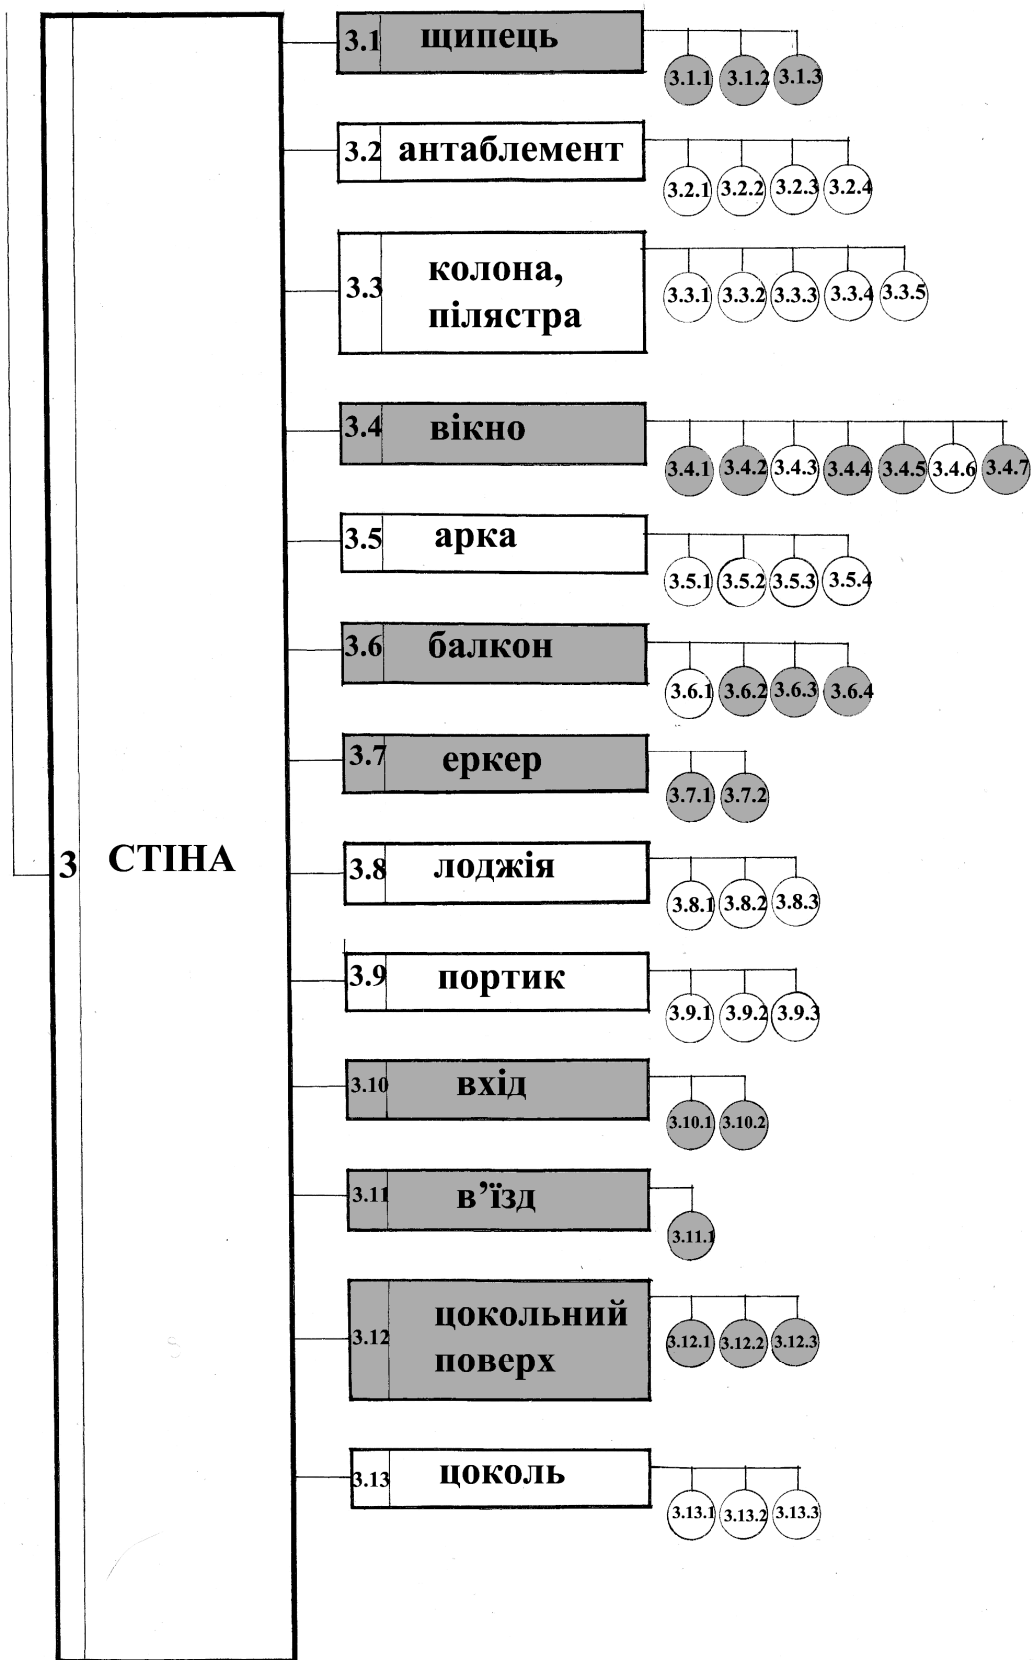 3.1 щипець
3.1.1 3.1.2 3.1.3
3.2 антаблемент
3.2.1 3.2.2 3.2.3 3.2.4
3.3 колона,
пілястра
3.3.1 3.3.2 3.3.3 3.3.4 3.3.5
3.4 вікно
3.4.1 3.4.2 3.4.3 3.4.4 3.4.5 3.4.6 3.4.7
3.5 арка
3.5.1 3.5.2 3.5.3 3.5.4
3.6 балкон
3.6.1 3.6.2 3.6.3 3.6.4
3.7 еркер
3.7.1 3.7.2
3 СТІНА
3.8 лоджія
3.8.1 3.8.2 3.8.3
3.9 портик
3.9.1 3.9.2 3.9.3
3.10 вхід
3.10.1 3.10.2
3.11 в’їзд
3.11.1
3.12 цокольний
поверх
3.12.1 3.12.2 3.12.3
3.13 цоколь
3.13.1 3.13.2 3.13.3